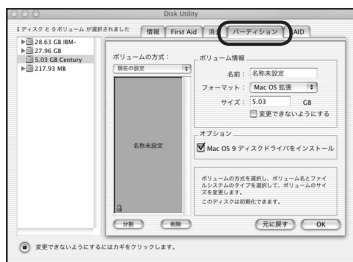 Disk Utility
1 ディスク と 0 ボリューム が選択されました
情報 First Aid 消去 パーティション RAID
28.63 GB IBM-
27.96 GB
5.03 GB Century
217.93 MB
ボリュームの方式：
現在の設定
名称未設定
分割 削除
ボリューム情報
名前： 名称未設定
フォーマット： Mac OS 拡張
サイズ： 5.03 GB
変更できないようにする
オプション
Mac OS 9 ディスクドライバをインストール
ボリュームの方式を選択し、ボリューム名とファイ
ルシステムのタイプを選択して、ボリュームのサイ
ズを変更します。
このディスクは初期化できます。
元に戻す OK
変更できないようにするにはカギをクリックします。